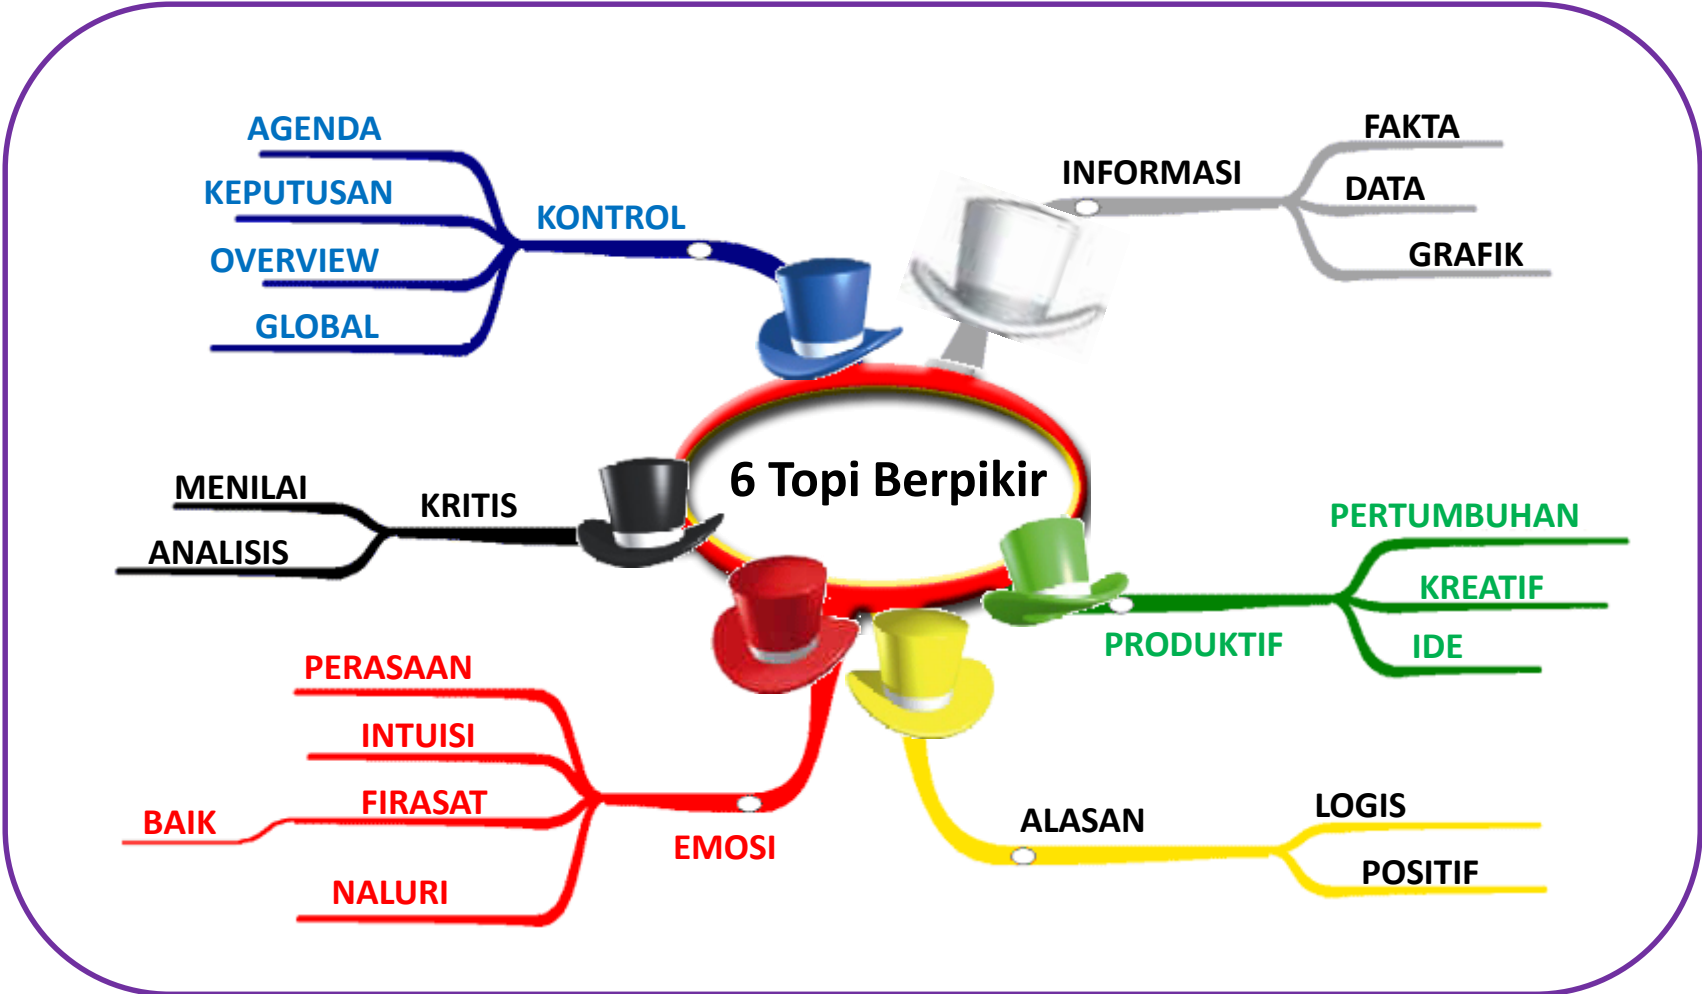 6 Topi Berpikir
INFORMASI
FAKTA
DATA
GRAFIK
PRODUKTIF
PERTUMBUHAN
KREATIF
IDE
ALASAN
LOGIS
POSITIF
EMOSI
PERASAAN
INTUISI
FIRASAT
BAIK
NALURI
KRITIS
MENILAI
ANALISIS
KONTROL
AGENDA
KEPUTUSAN
OVERVIEW
GLOBAL